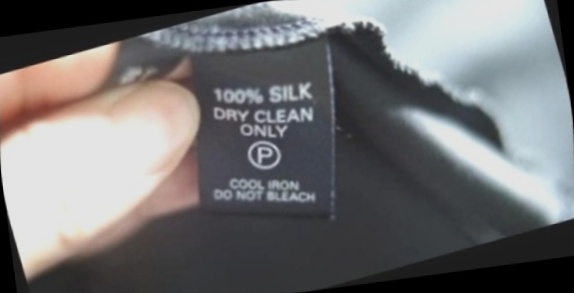 100% SILK
DRY CLEAN
ONLY
P
COOL IRON
DO NOT BLEACH